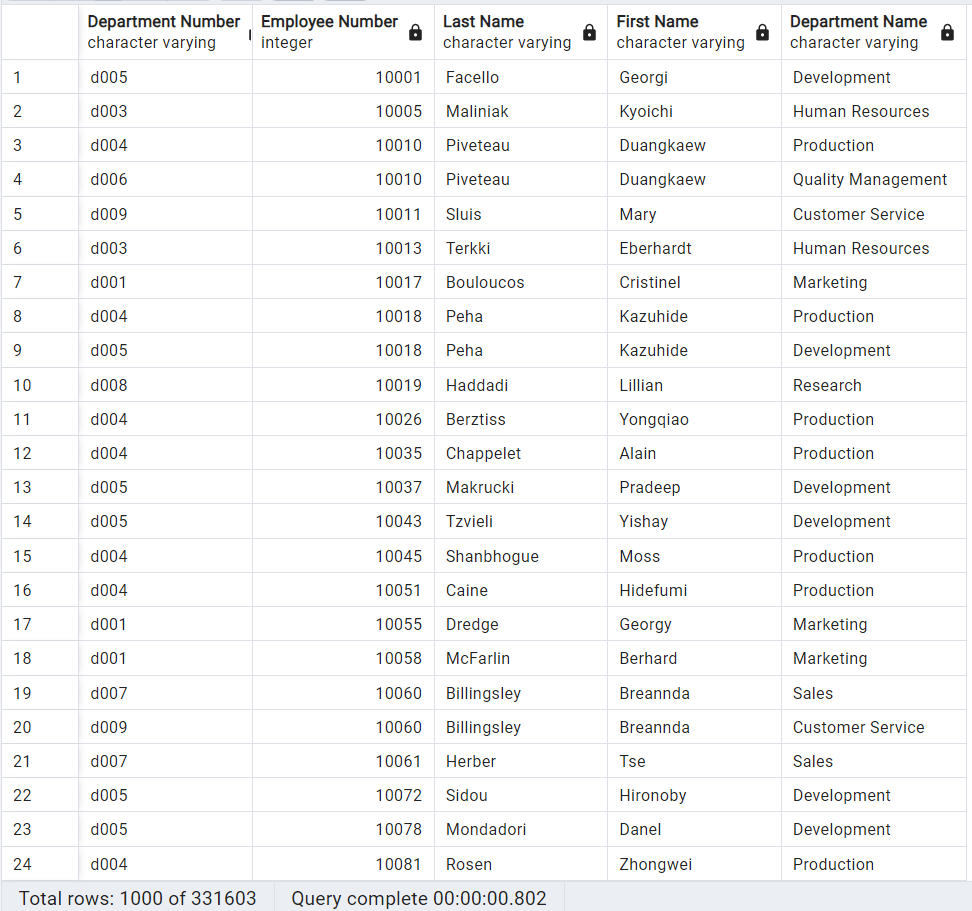 Department Number Employee Number Last Name First Name Department Name
character varying integer character varying character varying character varying
1 d005 10001 Facello Georgi Development
2 d003 10005 Maliniak Kyoichi Human Resources
3 d004 10010 Piveteau Duangkaew Production
4 d006 10010 Piveteau Duangkaew Quality Management
5 d009 10011 Sluis Mary Customer Service
6 d003 10013 Terkki Eberhardt Human Resources
7 d001 10017 Bouloucos Cristinel Marketing
8 d004 10018 Peha Kazuhide Production
9 d005 10018 Peha Kazuhide Development
10 d008 10019 Haddadi Lillian Research
11 d004 10026 Berztiss Yongqiao Production
12 d004 10035 Chappelet Alain Production
13 d005 10037 Makrucki Pradeep Development
14 d005 10043 Tzvieli Yishay Development
15 d004 10045 Shanbhogue Moss Production
16 d004 10051 Caine Hidefumi Production
17 d001 10055 Dredge Georgy Marketing
18 d001 10058 McFarlin Berhard Marketing
19 d007 10060 Billingsley Breannda Sales
20 d009 10060 Billingsley Breannda Customer Service
21 d007 10061 Herber Tse Sales
22 d005 10072 Sidou Hironoby Development
23 d005 10078 Mondadori Danel Development
24 d004 10081 Rosen Zhongwei Production
Total rows: 1000 of 331603 Query complete 00:00:00.802